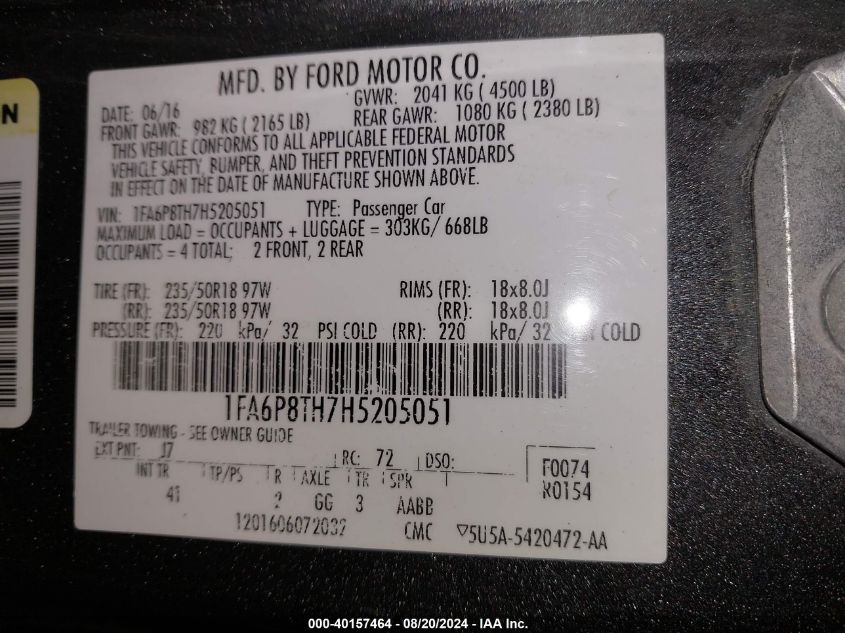 N
MFD. BY FORD MOTOR CO.
DATE: 06/16 GVWR: 2041 KG ( 4500 LB)
FRONT GAWR: 982 KG ( 2165 LB) REAR GAWR: 1080 KG ( 2380 LB)
THIS VEHICLE CONFORMS TO ALL APPLICABLE FEDERAL MOTOR
VEHICLE SAFETY, BUMPER, AND THEFT PREVENTION STANDARDS
IN EFFECT ON THE DATE OF MANUFACTURE SHOWN ABOVE.
VIN: 1FA6P8TH7H5205051 TYPE: Passenger Car
MAXIMUM LOAD = OCCUPANTS + LUGGAGE = 303KG/ 668LB
OCCUPANTS = 4 TOTAL; 2 FRONT, 2 REAR
TIRE (FR): 235/50R18 97W RIMS (FR): 18x8.0J
(RR): 235/50R18 97W (RR): 18x8.0J
PRESSURE (FR): 220 kPa/ 32 PSI COLD (RR): 220 kPa/ 32 PSI COLD
1FA6P8TH7H5205051
TRAILER TOWING - SEE OWNER GUIDE
EXT PNT: J7 RC: 72 DSO: F0074
INT TR TP/PS R AXLE TR SPR R0154
41 2 GG 3 AABB
1201606072032 CMC ▽5U5A-5420472-AA
000-40157464 - 08/20/2024 - IAA Inc.